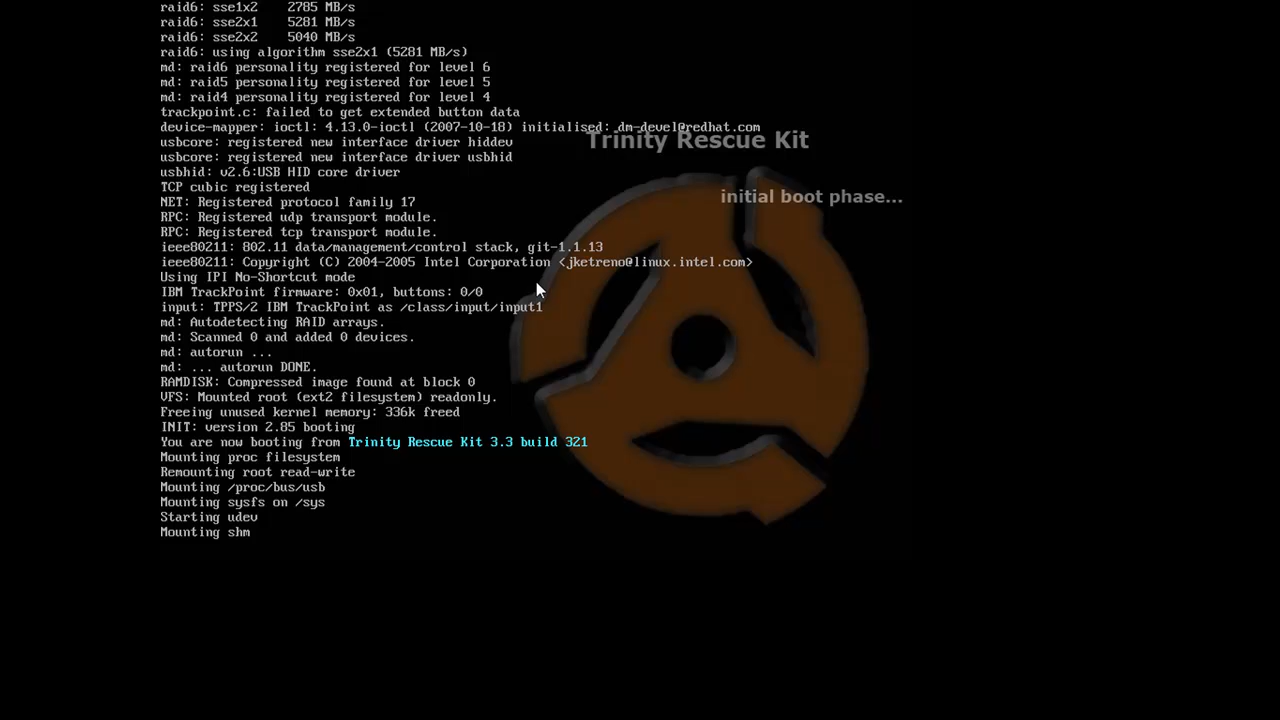 raid6: sse1x2    2785 MB/s
raid6: sse2x1    5281 MB/s
raid6: sse2x2    5040 MB/s
raid6: using algorithm sse2x1 (5281 MB/s)
md: raid6 personality registered for level 6
md: raid5 personality registered for level 5
md: raid4 personality registered for level 4
trackpoint.c: failed to get extended button data
device-mapper: ioctl: 4.13.0-ioctl (2007-10-18) initialised: dm-devel@redhat.com
Trinity Rescue Kit
usbcore: registered new interface driver hiddev
usbcore: registered new interface driver usbhid
usbhid: v2.6:USB HID core driver
TCP cubic registered
initial boot phase...
NET: Registered protocol family 17
RPC: Registered udp transport module.
RPC: Registered tcp transport module.
ieee80211: 802.11 data/management/control stack, git-1.1.13
ieee80211: Copyright (C) 2004-2005 Intel Corporation <jketreno@linux.intel.com>
Using IPI No-Shortcut mode
IBM TrackPoint firmware: 0x01, buttons: 0/0
input: TPPS/2 IBM TrackPoint as /class/input/input1
md: Autodetecting RAID arrays.
md: Scanned 0 and added 0 devices.
md: autorun ...
md: ... autorun DONE.
RAMDISK: Compressed image found at block 0
VFS: Mounted root (ext2 filesystem) readonly.
Freeing unused kernel memory: 336k freed
INIT: version 2.85 booting
You are now booting from Trinity Rescue Kit 3.3 build 321
Mounting proc filesystem
Remounting root read-write
Mounting /proc/bus/usb
Mounting sysfs on /sys
Starting udev
Mounting shm